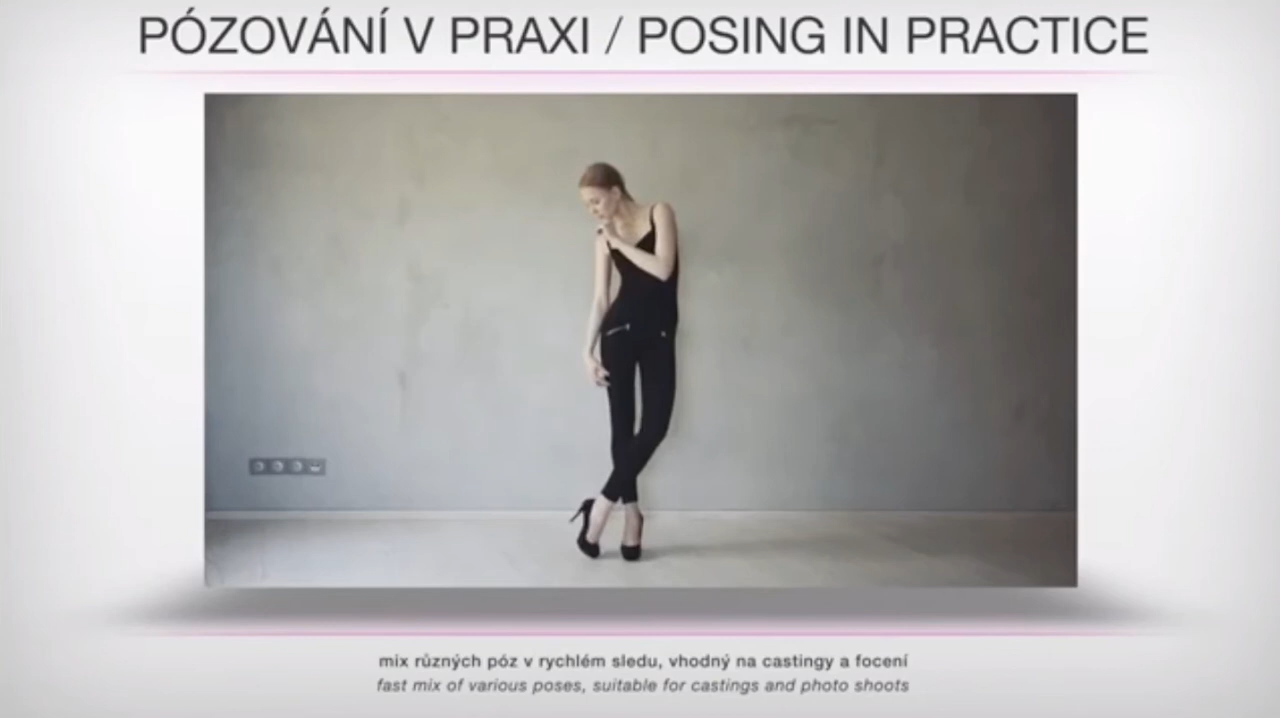 PÓZOVÁNÍ V PRAXI / POSING IN PRACTICE
mix různých póz v rychlém sledu, vhodný na castingy a focení
fast mix of various poses, suitable for castings and photo shoots